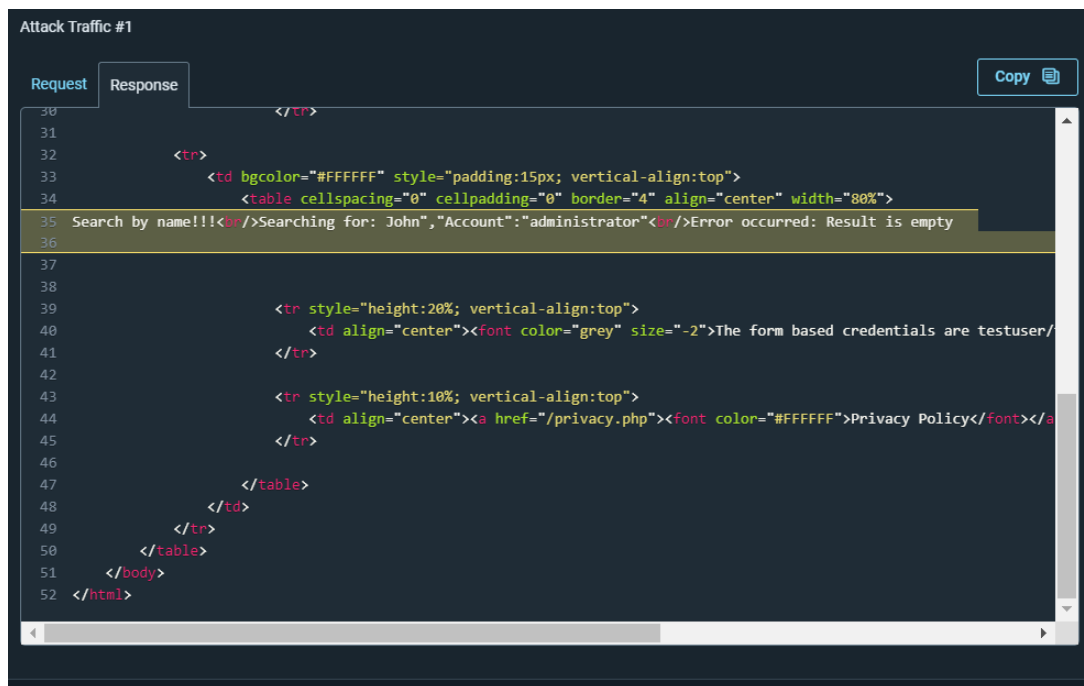 Attack Traffic #1
Request Response Copy
30 </tr>
31
32 <tr>
33 <td bgcolor="#FFFFFF" style="padding:15px; vertical-align:top">
34 <table cellspacing="0" cellpadding="0" border="4" align="center" width="80%">
35 Search by name!!!<br/>Searching for: John","Account":"administrator"<br/>Error occurred: Result is empty
36
37
38
39 <tr style="height:20%; vertical-align:top">
40 <td align="center"><font color="grey" size="-2">The form based credentials are testuser/
41 </tr>
42
43 <tr style="height:10%; vertical-align:top">
44 <td align="center"><a href="/privacy.php"><font color="#FFFFFF">Privacy Policy</font></a
45 </tr>
46
47 </table>
48 </td>
49 </tr>
50 </table>
51 </body>
52 </html>